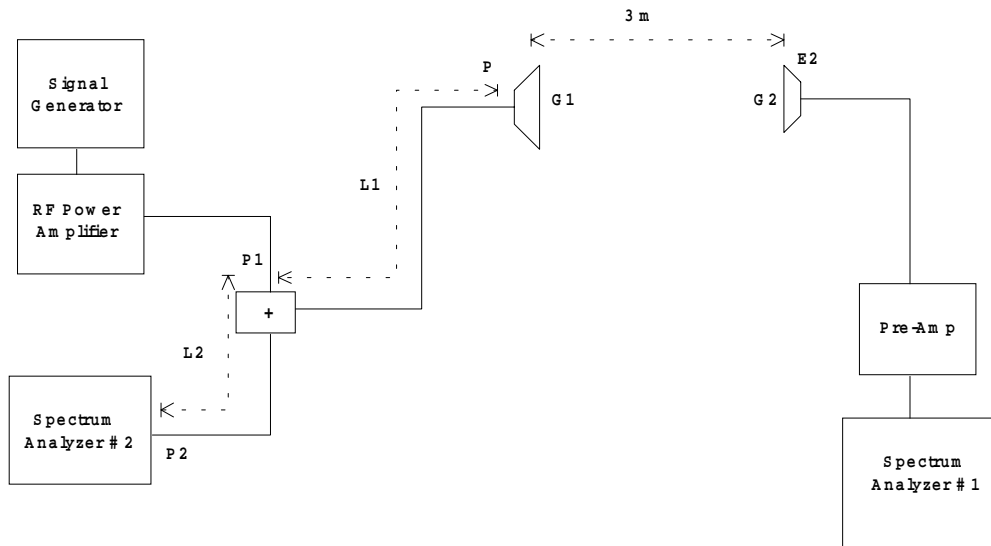 3 m
Signal
Generator
P
E2
G1
G2
L1
RF Power
Amplifier
P1
+
L2
Pre-Amp
Spectrum
Analyzer #2
P2
Spectrum
Analyzer #1